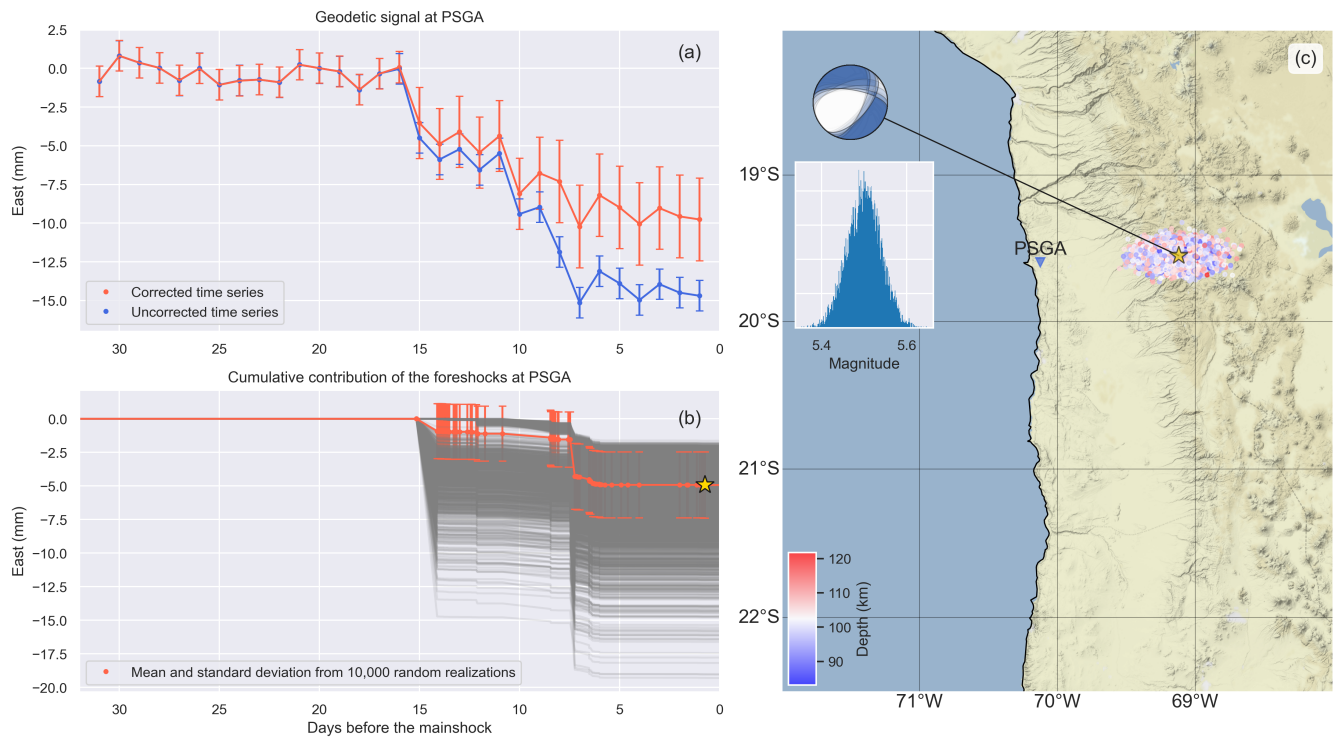 Geodetic signal at PSGA
(a)
2.5
0.0
−2.5
−5.0
−7.5
−10.0
−12.5
−15.0
East (mm)
Corrected time series
Uncorrected time series
30 25 20 15 10 5 0
Cumulative contribution of the foreshocks at PSGA
(b)
0.0
−2.5
−5.0
−7.5
−10.0
−12.5
−15.0
−17.5
−20.0
East (mm)
Mean and standard deviation from 10,000 random realizations
30 25 20 15 10 5 0
Days before the mainshock
(c)
19°S
PSGA
20°S
5.4 5.6
Magnitude
21°S
22°S
120
110
100
90
Depth (km)
71°W 70°W 69°W